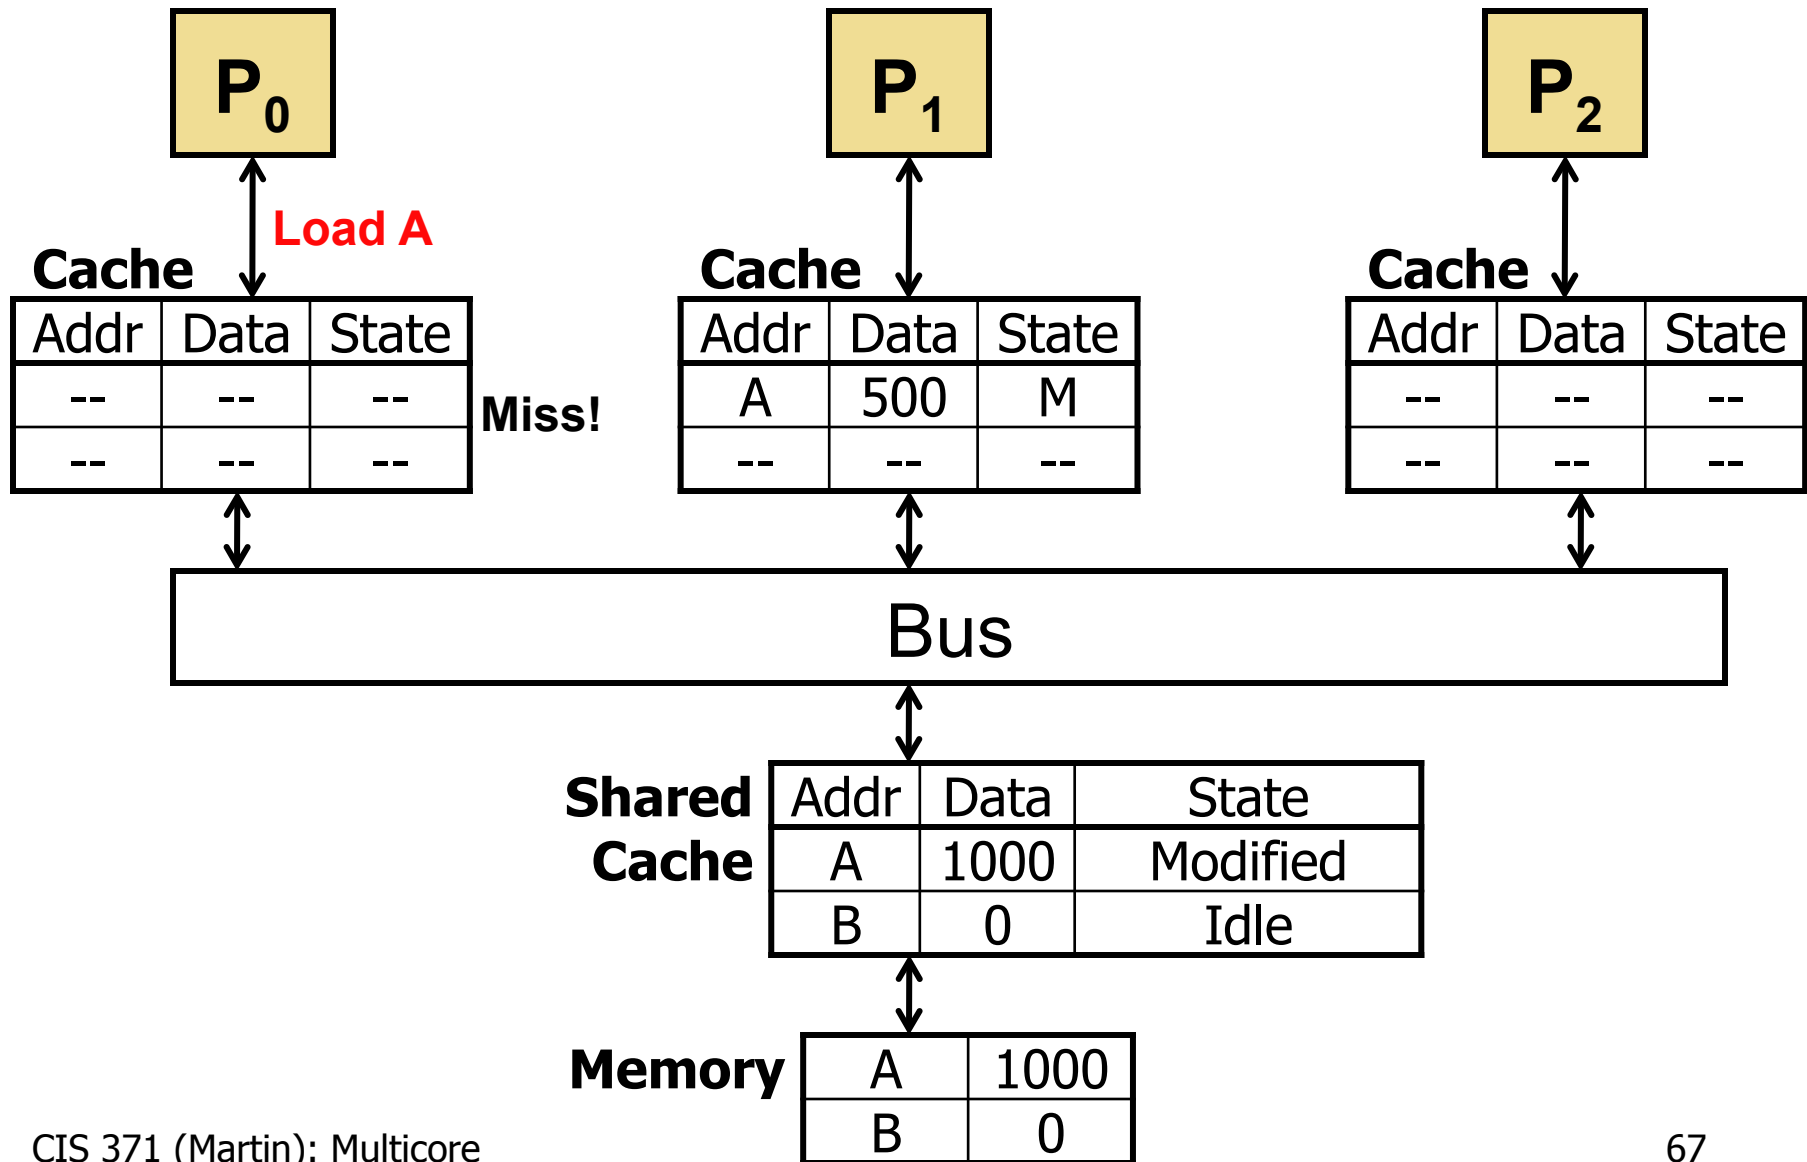 P0 P1 P2
Load A
Cache Cache Cache
Addr Data State Addr Data State Addr Data State
-- -- -- Miss! A 500 M -- -- --
-- -- -- -- -- -- -- -- --
Bus
Shared Addr Data State
Cache A 1000 Modified
B 0 Idle
Memory A 1000
B 0
CIS 371 (Martin): Multicore 67